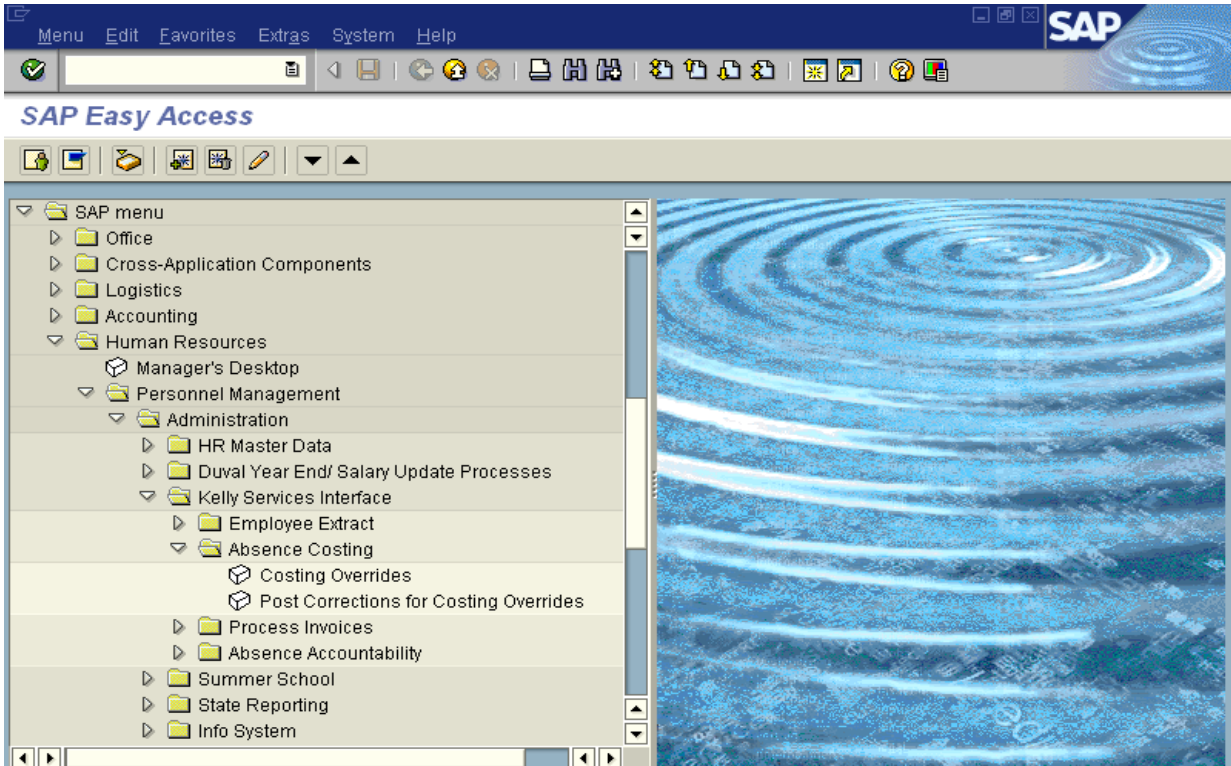 Menu Edit Favorites Extras System Help
SAP
SAP Easy Access
SAP menu
Office
Cross-Application Components
Logistics
Accounting
Human Resources
Manager's Desktop
Personnel Management
Administration
HR Master Data
Duval Year End/ Salary Update Processes
Kelly Services Interface
Employee Extract
Absence Costing
Costing Overrides
Post Corrections for Costing Overrides
Process Invoices
Absence Accountability
Summer School
State Reporting
Info System